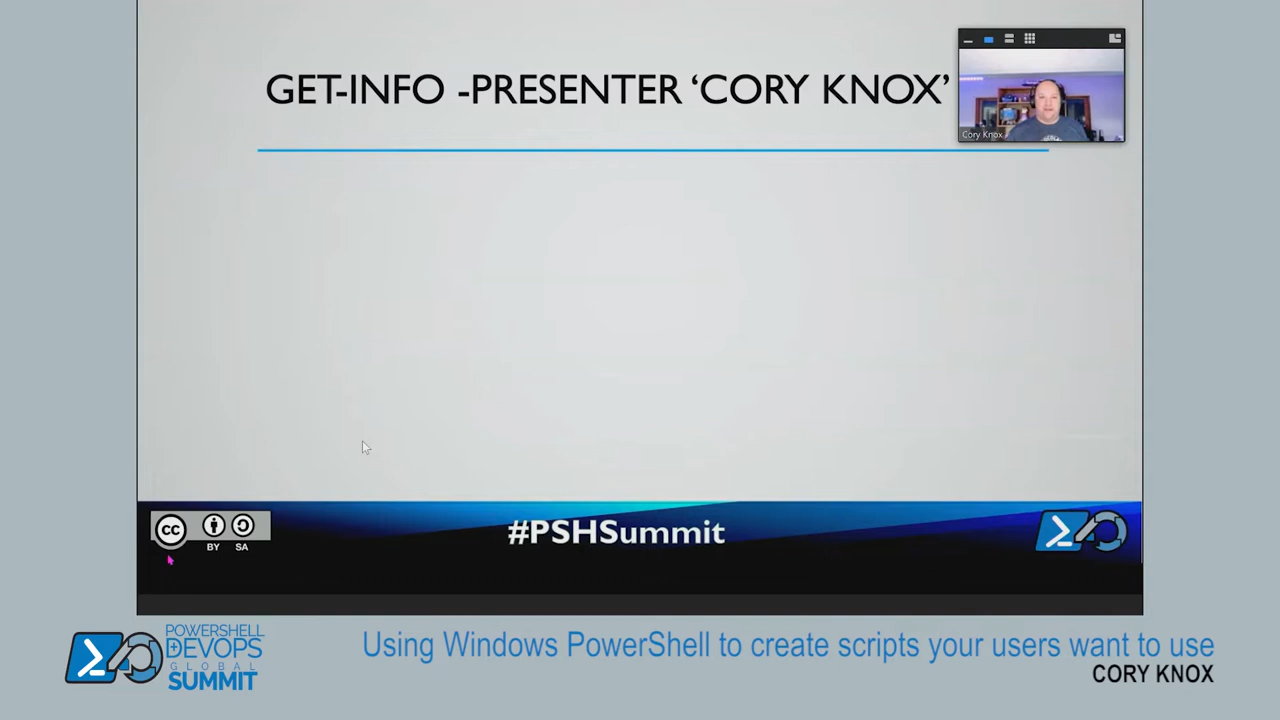 GET-INFO -PRESENTER ‘CORY KNOX’
Cory Knox
cc
BY SA
#PSHSummit
POWERSHELL
DEVOPS
GLOBAL
SUMMIT
Using Windows PowerShell to create scripts your users want to use
CORY KNOX